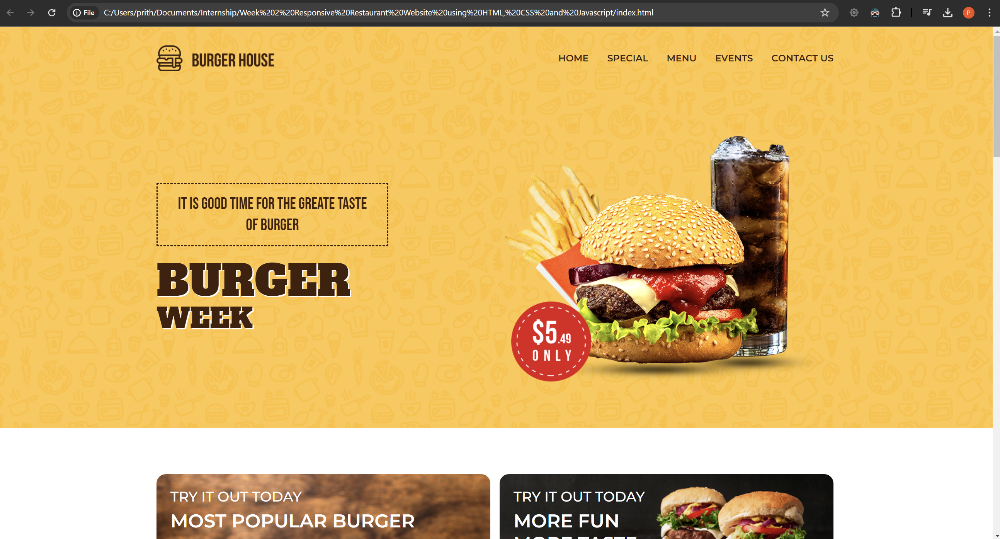 File
C:/Users/prith/Documents/Internship/Week%202%20Responsive%20Restaurant%20Website%20using%20HTML,%20CSS%20and%20Javascript/index.html
P
BURGER HOUSE
HOME SPECIAL MENU EVENTS CONTACT US
IT IS GOOD TIME FOR THE GREATE TASTE
OF BURGER
BURGER
WEEK
$5.49
ONLY
TRY IT OUT TODAY
MOST POPULAR BURGER
TRY IT OUT TODAY
MORE FUN
MORE TASTE